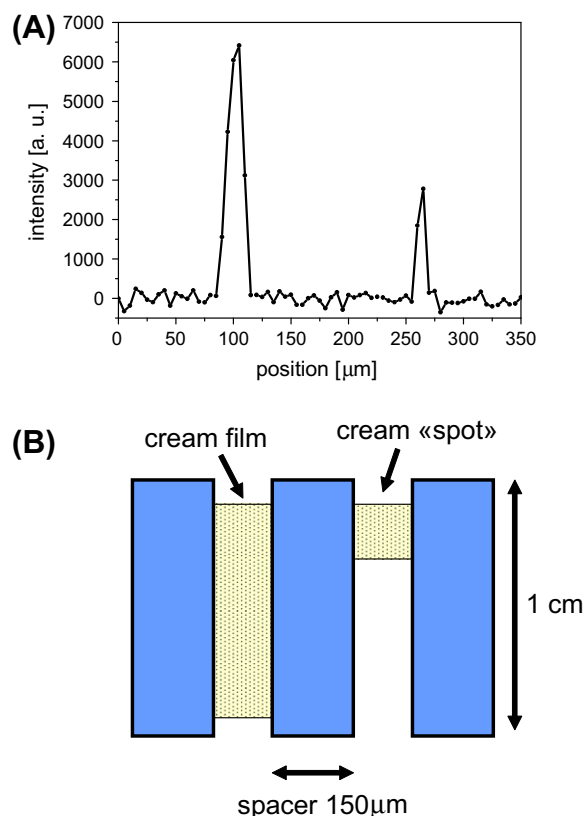 (A)
7000
6000
5000
4000
3000
2000
1000
0
intensity [a. u.]
0 50 100 150 200 250 300 350
position [μm]
(B)
cream film
cream «spot»
1 cm
spacer 150μm